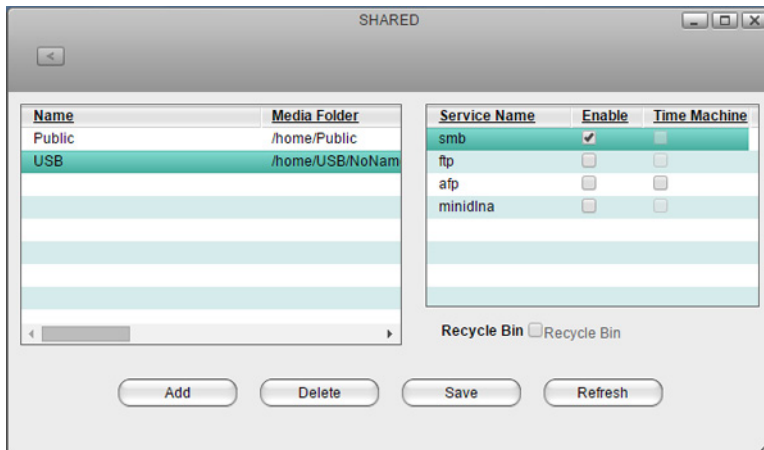 SHARED
<
Name Media Folder
Public /home/Public
USB /home/USB/NoNam
Service Name Enable Time Machine
smb
ftp
afp
minidlna
Recycle Bin Recycle Bin
Add Delete Save Refresh